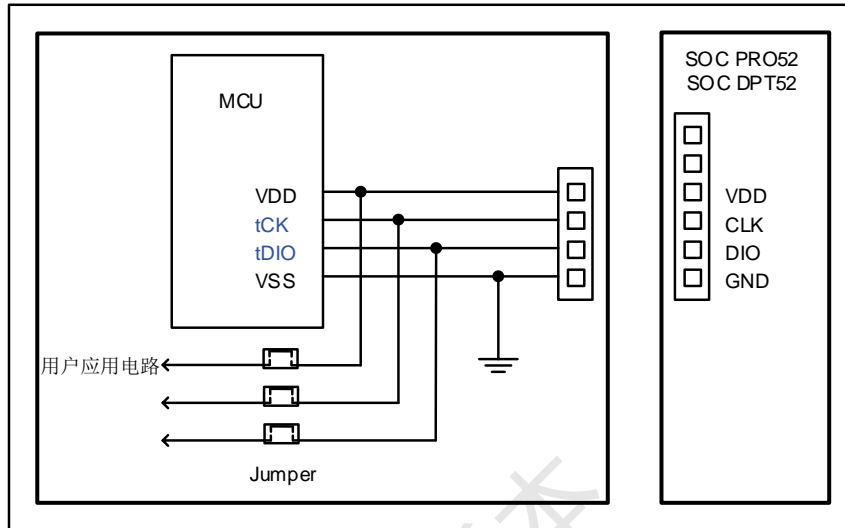 MCU
VDD
tCK
tDIO
VSS
用户应用电路
Jumper
SOC PRO52
SOC DPT52
VDD
CLK
DIO
GND
本